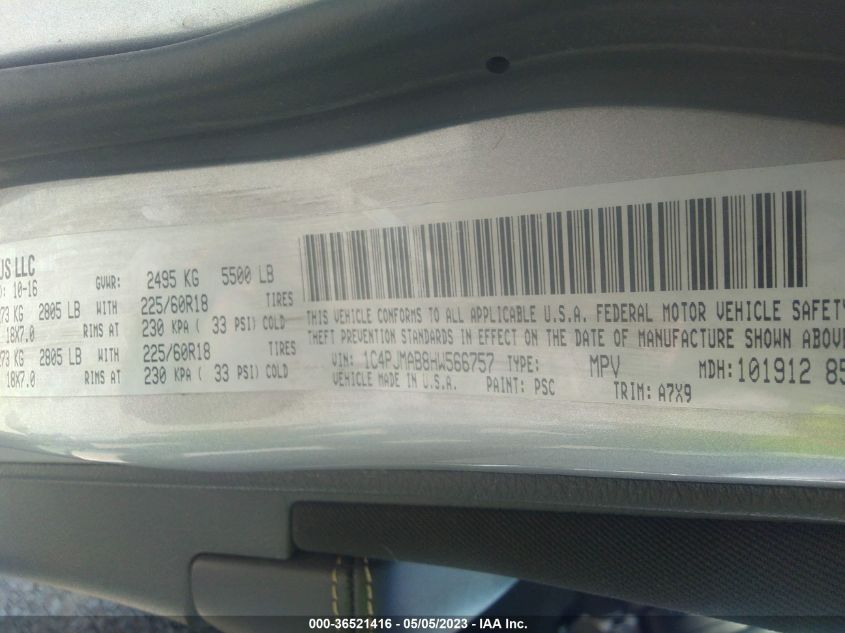 US LLC
: 10-16 GVWR: 2495 KG 5500 LB
73 KG 2805 LB WITH 225/60R18 TIRES
18X7.0 RIMS AT 230 KPA ( 33 PSI) COLD
73 KG 2805 LB WITH 225/60R18 TIRES
18X7.0 RIMS AT 230 KPA ( 33 PSI) COLD
THIS VEHICLE CONFORMS TO ALL APPLICABLE U.S.A. FEDERAL MOTOR VEHICLE SAFETY
THEFT PREVENTION STANDARDS IN EFFECT ON THE DATE OF MANUFACTURE SHOWN ABOVE
VIN: 1C4PJMAB8HW566757 TYPE: MPV MDH: 101912 85
VEHICLE MADE IN U.S.A. PAINT: PSC TRIM: A7X9
000-36521416 - 05/05/2023 - © IAA Inc.